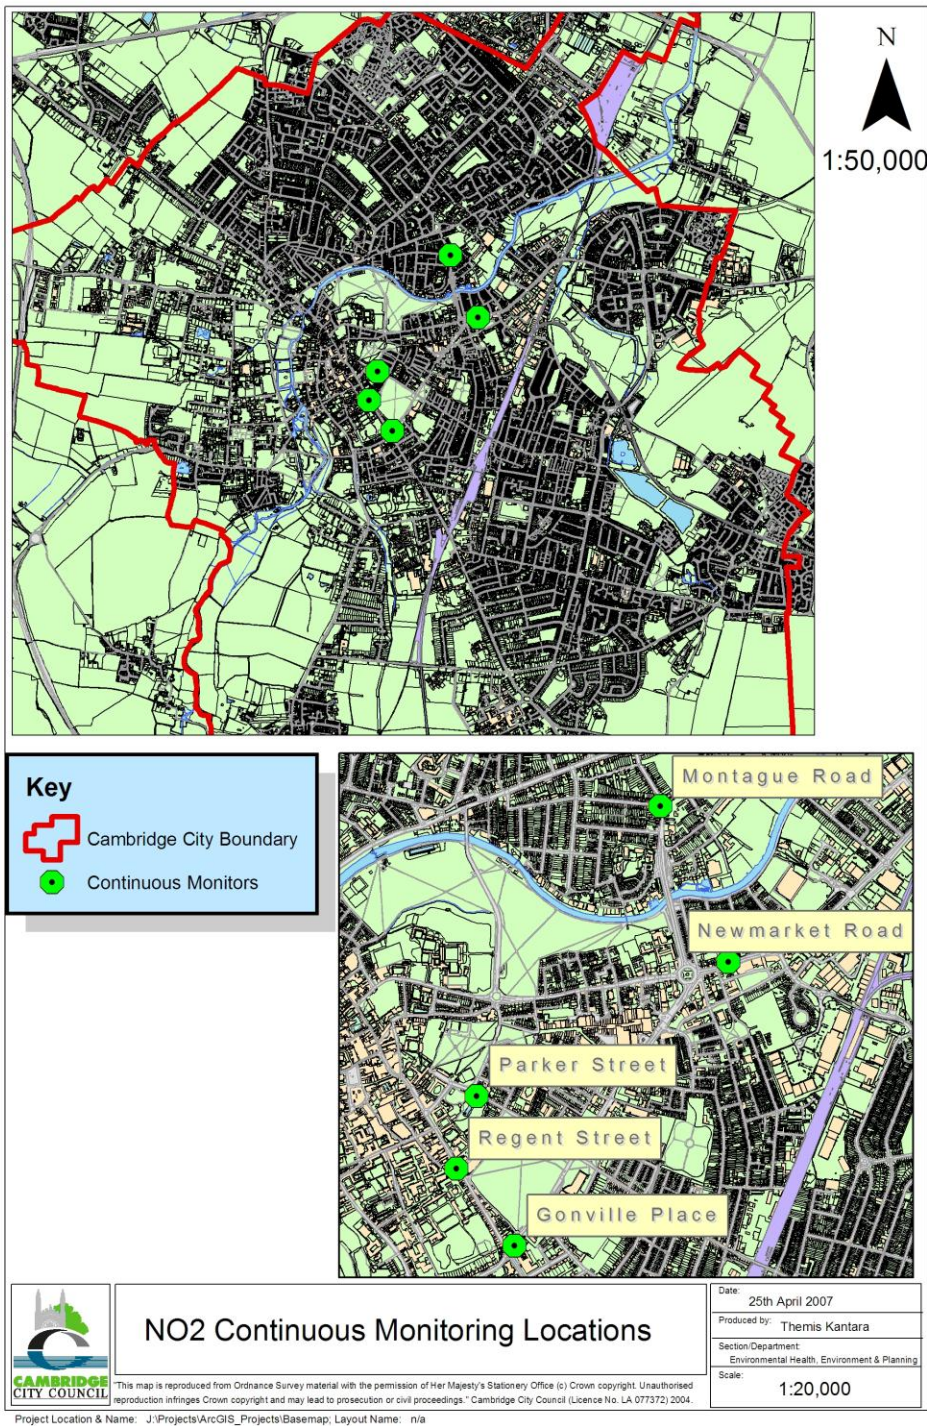 N
1:50,000
Key
Cambridge City Boundary
Continuous Monitors
Montague Road
Newmarket Road
Parker Street
Regent Street
Gonville Place
CAMBRIDGE
CITY COUNCIL
NO2 Continuous Monitoring Locations
"This map is reproduced from Ordnance Survey material with the permission of Her Majesty's Stationery Office (c) Crown copyright. Unauthorised
reproduction infringes Crown copyright and may lead to prosecution or civil proceedings." Cambridge City Council (Licence No. LA 077372) 2004.
Date:
25th April 2007
Produced by: Themis Kantara
Section/Department:
Environmental Health, Environment & Planning
Scale:
1:20,000
Project Location & Name: J:\Projects\ArcGIS_Projects\Basemap; Layout Name: n/a